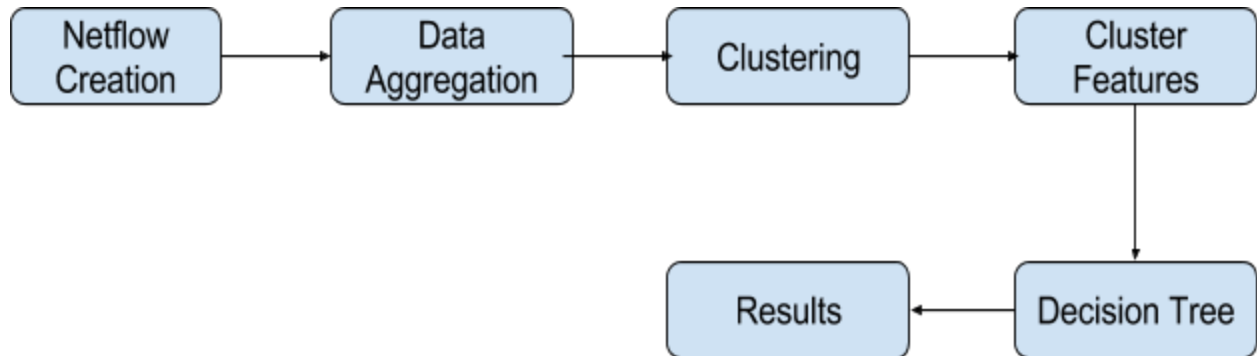 Netflow
Creation
Data
Aggregation
Clustering
Cluster
Features
Decision Tree
Results